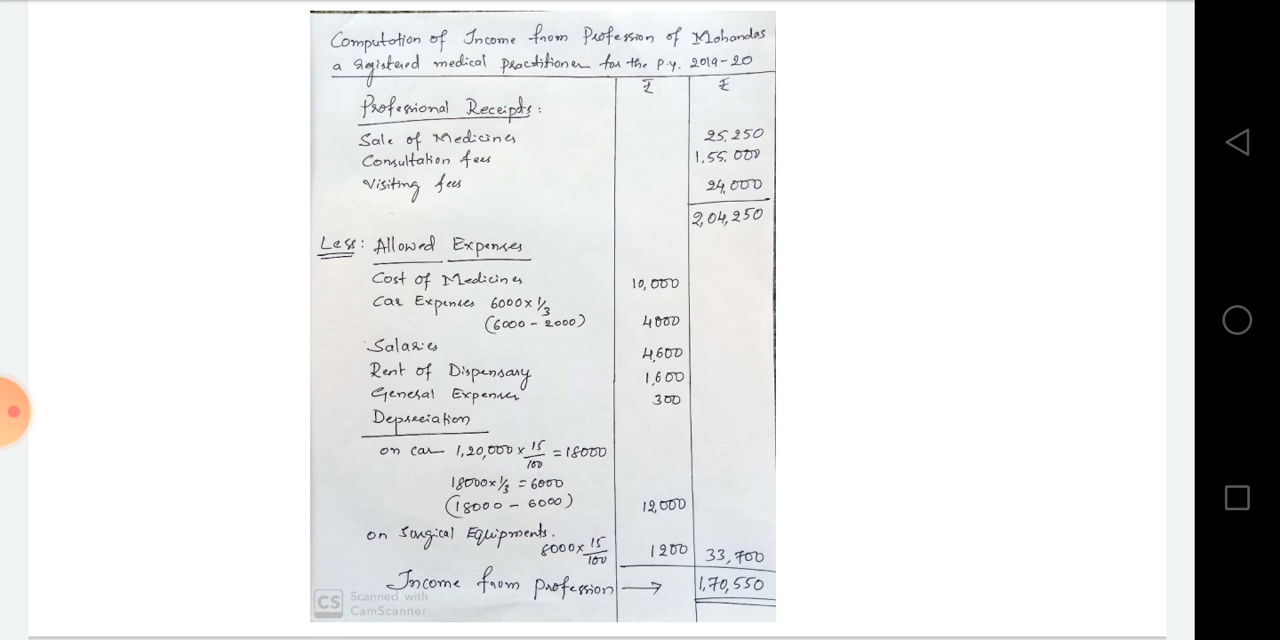 Computation of Income from Profession of Mohandas
a registered medical practitioner for the p.y. 2019-20
₹ ₹
Professional Receipts:
Sale of Medicines 25,250
Consultation fees 1,55,000
Visiting fees 24,000
2,04,250
Less: Allowed Expenses
Cost of Medicines 10,000
Car Expenses 6000 x 1/3
(6000 - 2000) 4000
Salaries 4,600
Rent of Dispensary 1,600
General Expenses 300
Depreciation
on car 1,20,000 x 15/100 = 18000
18000 x 1/3 = 6000
(18000 - 6000) 12,000
on Surgical Equipments.
8000 x 15/100 1200 33,700
Income from profession → 1,70,550
CS Scanned with
CamScanner